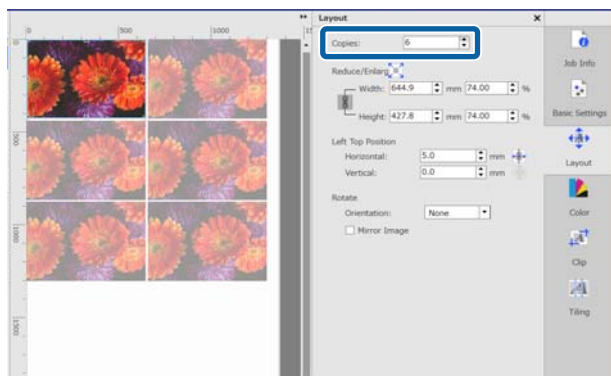 Layout
0 500 1000
Copies: 6
Job Info
Reduce/Enlarg
Width: 644.9 mm 74.00 %
Basic Settings
Height: 427.8 mm 74.00 %
500
Left Top Position
Horizontal: 5.0 mm
Layout
Vertical: 0.0 mm
Rotate
Orientation: None
Color
Mirror Image
1000
Clip
Tiling
1500